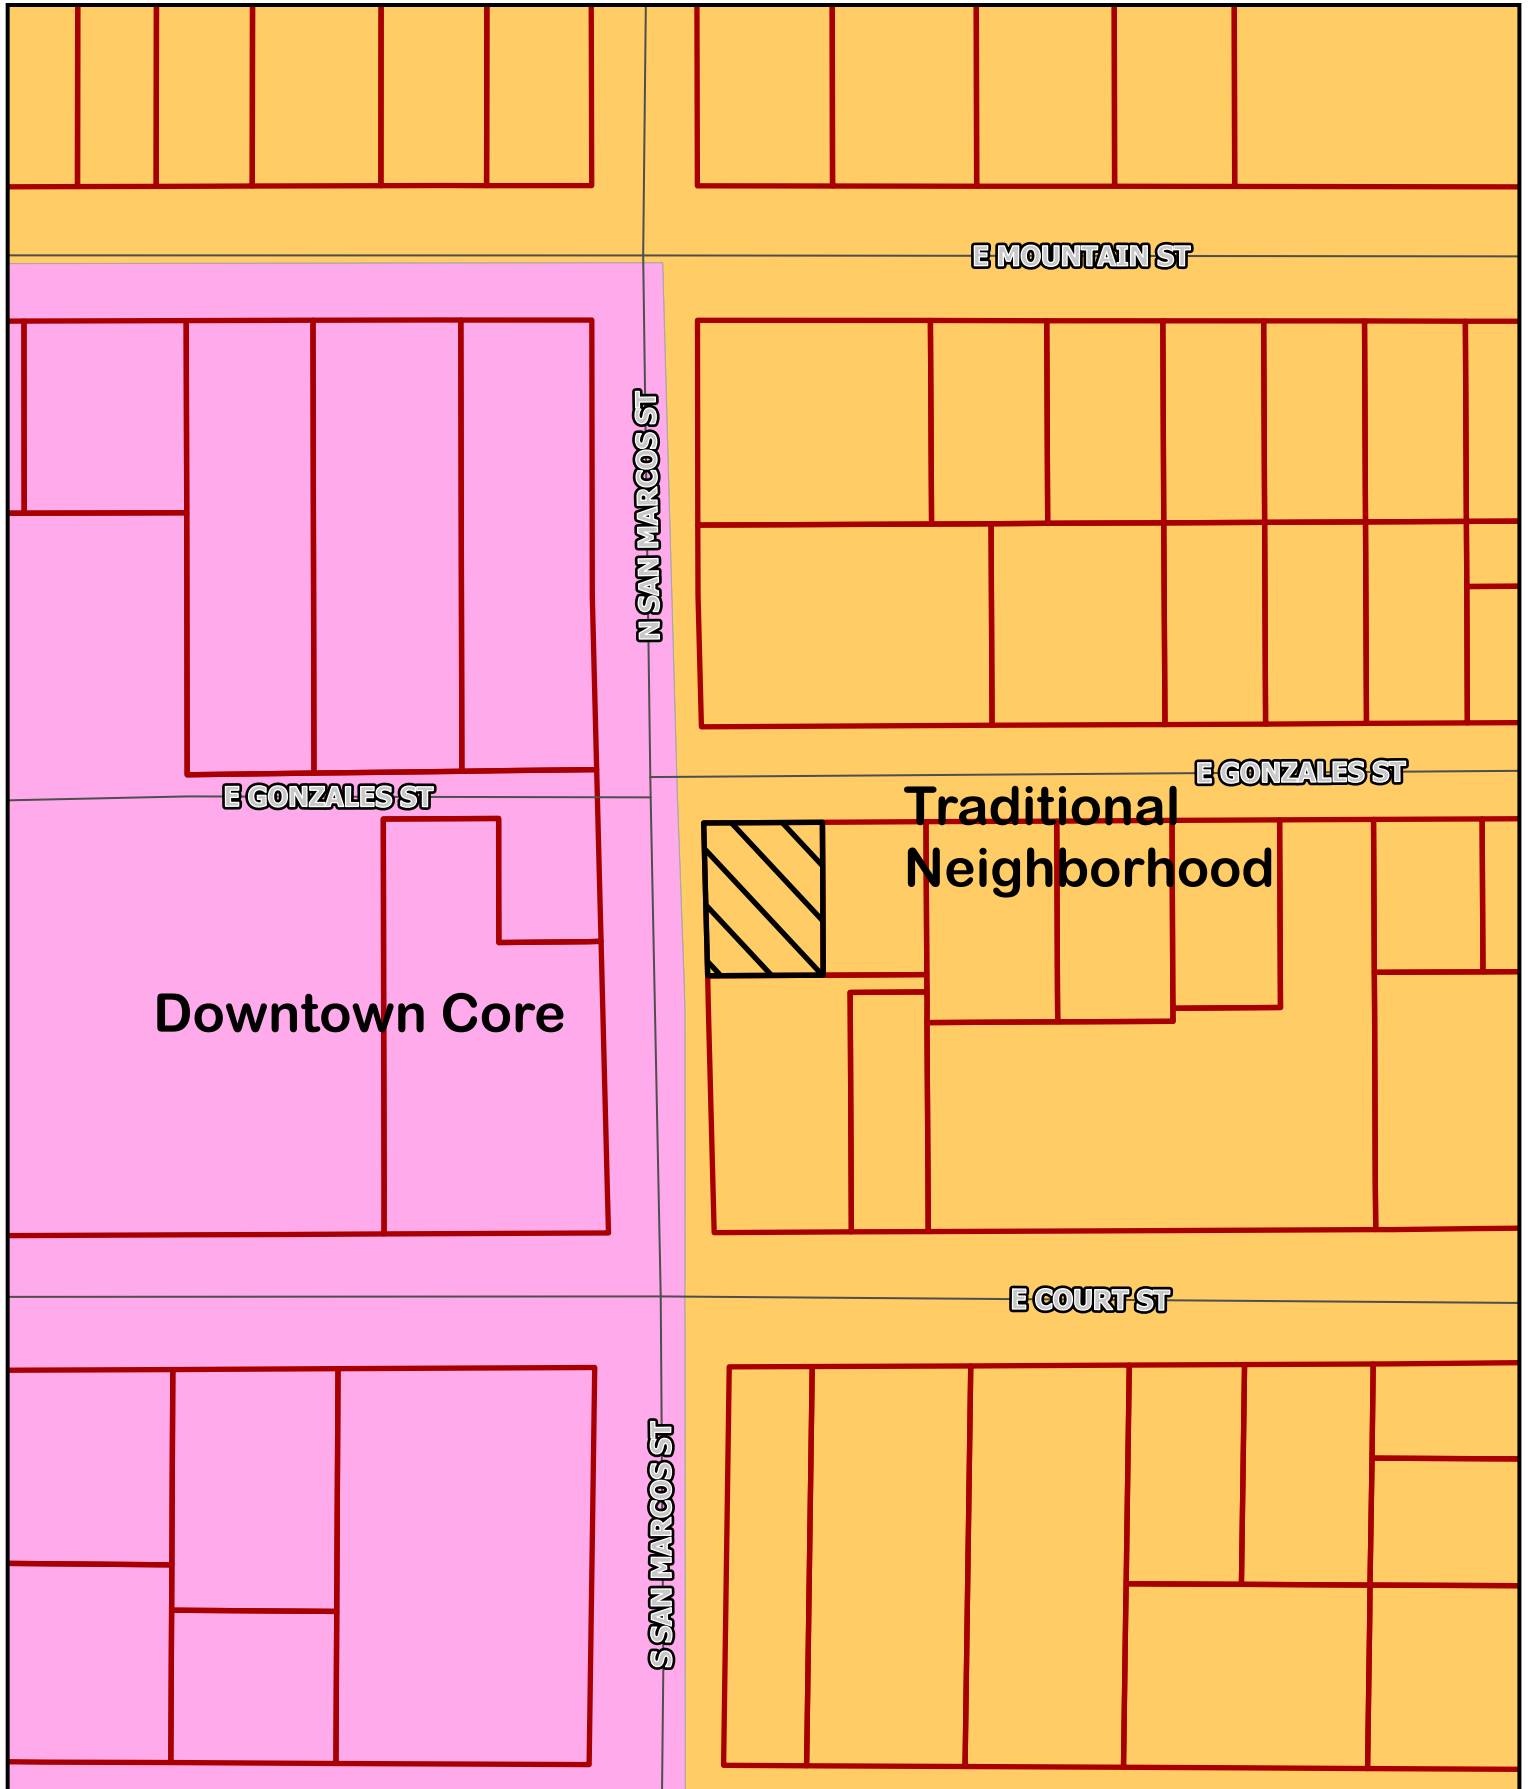 E MOUNTAIN ST
N SAN MARCOS ST
E GONZALES ST
E GONZALES ST
Traditional
Neighborhood
Downtown Core
E COURT ST
S SAN MARCOS ST